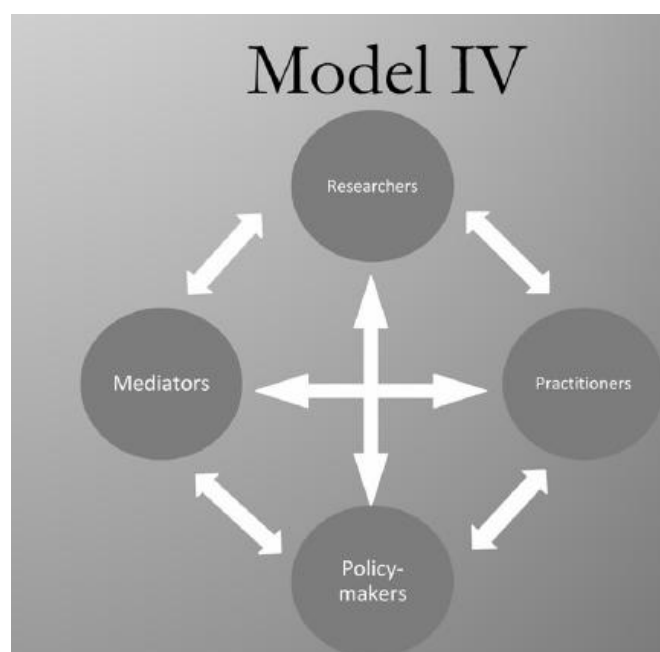 Model IV
Researchers
Mediators
Practitioners
Policy-
makers